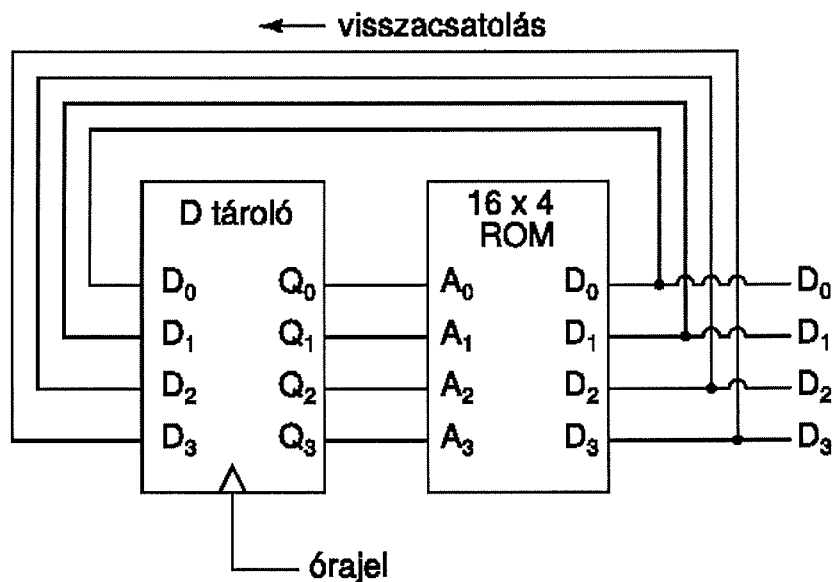 visszacsatolás
D tároló
16 x 4
ROM
D₀ Q₀ A₀ D₀ D₀
D₁ Q₁ A₁ D₁ D₁
D₂ Q₂ A₂ D₂ D₂
D₃ Q₃ A₃ D₃ D₃
órajel